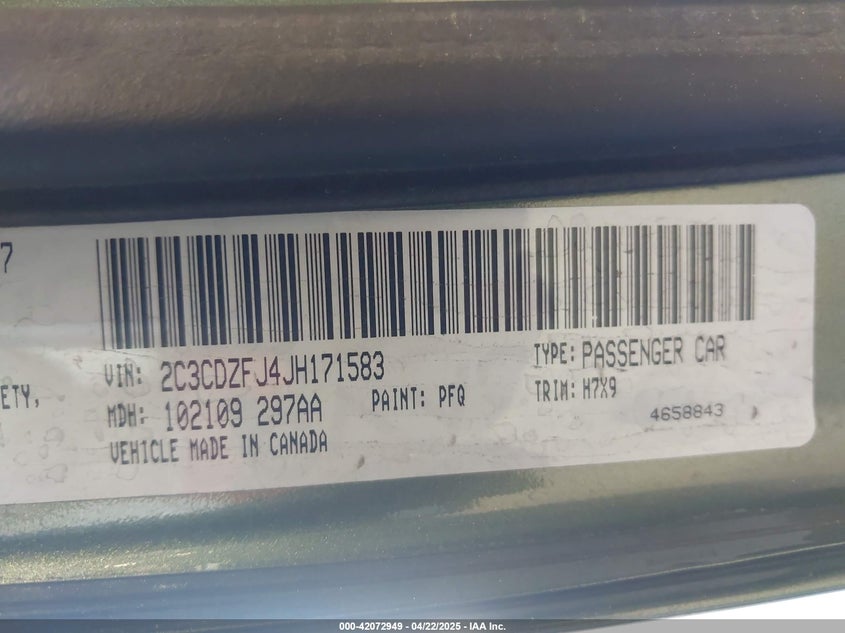 7
VIN: 2C3CDZFJ4JH171583
TYPE: PASSENGER CAR
ETY,
MDH: 102109 297AA
PAINT: PFQ
TRIM: H7X9
4658843
VEHICLE MADE IN CANADA
000-42072949 - 04/22/2025 - IAA Inc.